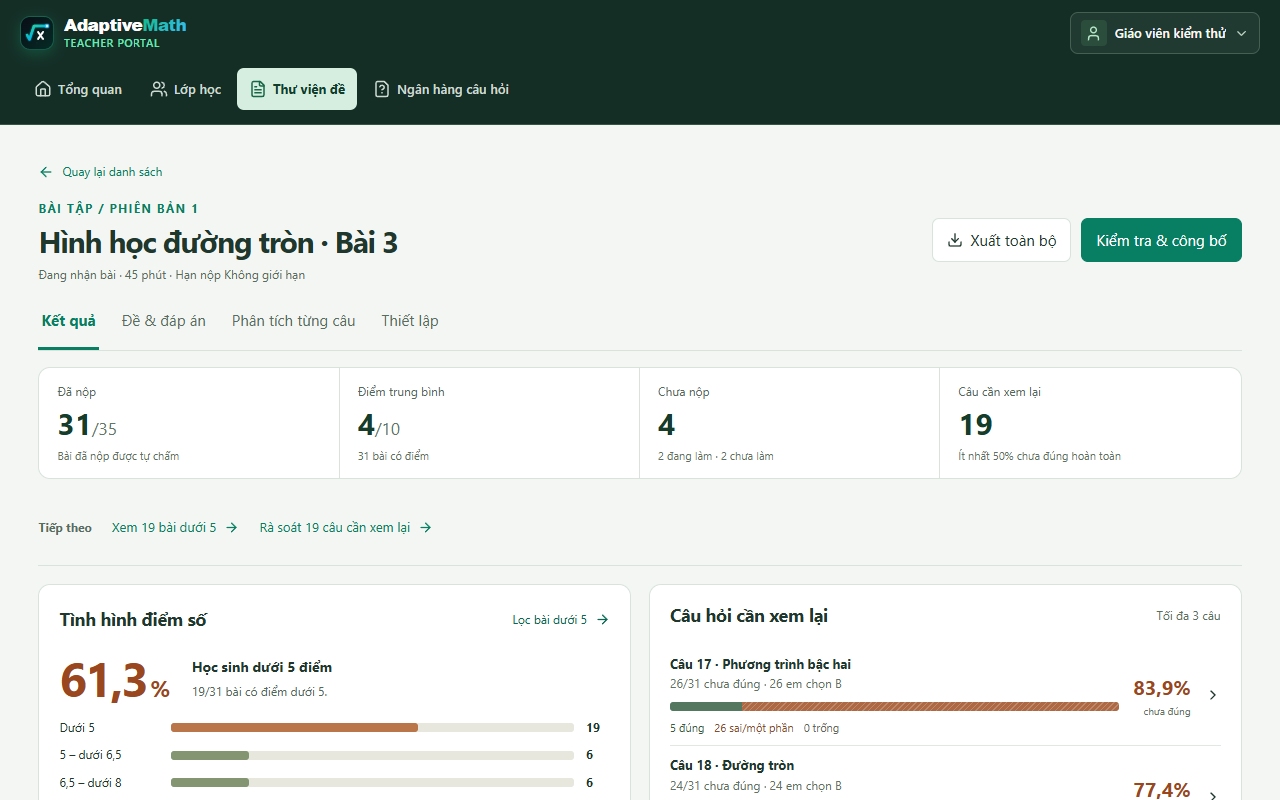 AdaptiveMath
TEACHER PORTAL
Giáo viên kiểm thử
Tổng quan
Lớp học
Thư viện đề
Ngân hàng câu hỏi
Quay lại danh sách
BÀI TẬP / PHIÊN BẢN 1
Hình học đường tròn · Bài 3
Đang nhận bài · 45 phút · Hạn nộp Không giới hạn
Xuất toàn bộ
Kiểm tra & công bố
Kết quả
Đề & đáp án
Phân tích từng câu
Thiết lập
Đã nộp
31/35
Bài đã nộp được tự chấm
Điểm trung bình
4/10
31 bài có điểm
Chưa nộp
4
2 đang làm · 2 chưa làm
Câu cần xem lại
19
Ít nhất 50% chưa đúng hoàn toàn
Tiếp theo
Xem 19 bài dưới 5
Rà soát 19 câu cần xem lại
Tình hình điểm số
Lọc bài dưới 5
61,3%
Học sinh dưới 5 điểm
19/31 bài có điểm dưới 5.
Dưới 5
19
5 – dưới 6,5
6
6,5 – dưới 8
6
Câu hỏi cần xem lại
Tối đa 3 câu
Câu 17 · Phương trình bậc hai
26/31 chưa đúng · 26 em chọn B
83,9%
chưa đúng
5 đúng 26 sai/một phần 0 trống
Câu 18 · Đường tròn
24/31 chưa đúng · 24 em chọn B
77,4%